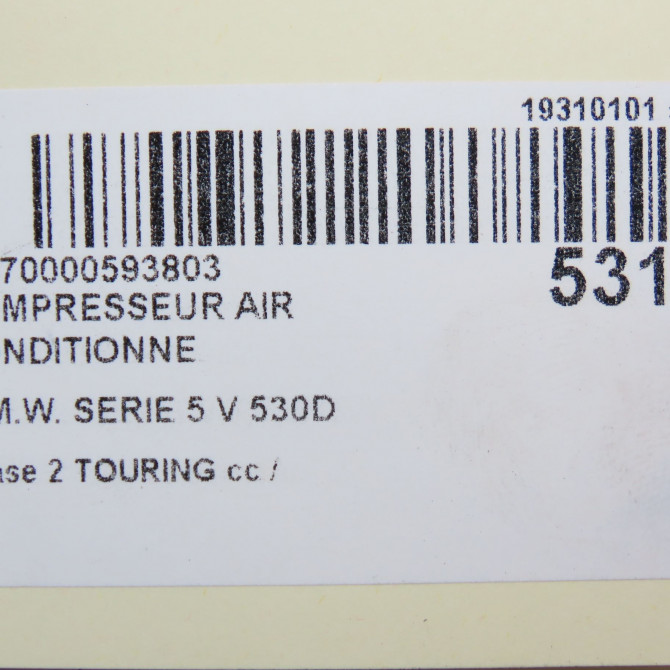 19310101
70000593803
531
MPRESSEUR AIR
NDITIONNE
M.W. SERIE 5 V 530D
ase 2 TOURING cc /